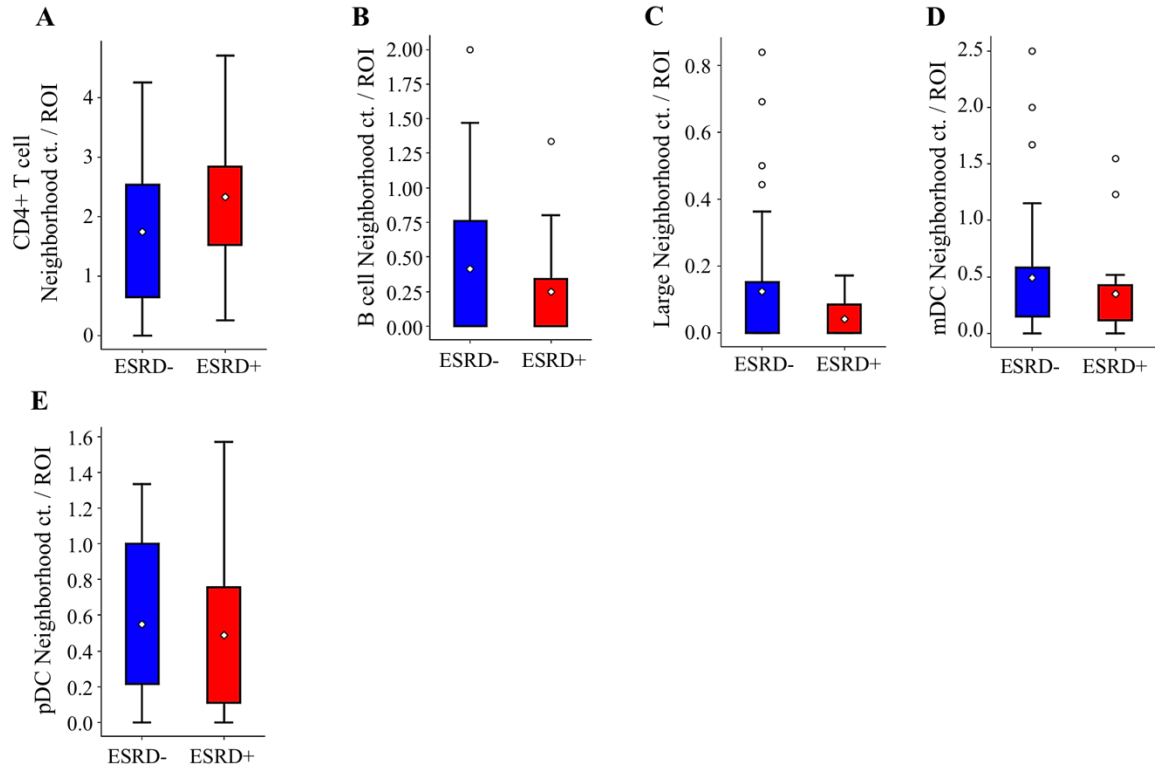 A
CD4+ T cell
Neighborhood ct. / ROI
4
3
2
1
0
ESRD-
ESRD+
B
B cell Neighborhood ct. / ROI
2.00
1.75
1.50
1.25
1.00
0.75
0.50
0.25
0.00
ESRD-
ESRD+
C
Large Neighborhood ct. / ROI
0.8
0.6
0.4
0.2
0.0
ESRD-
ESRD+
D
mDC Neighborhood ct. / ROI
2.5
2.0
1.5
1.0
0.5
0.0
ESRD-
ESRD+
E
pDC Neighborhood ct. / ROI
1.6
1.4
1.2
1.0
0.8
0.6
0.4
0.2
0.0
ESRD-
ESRD+